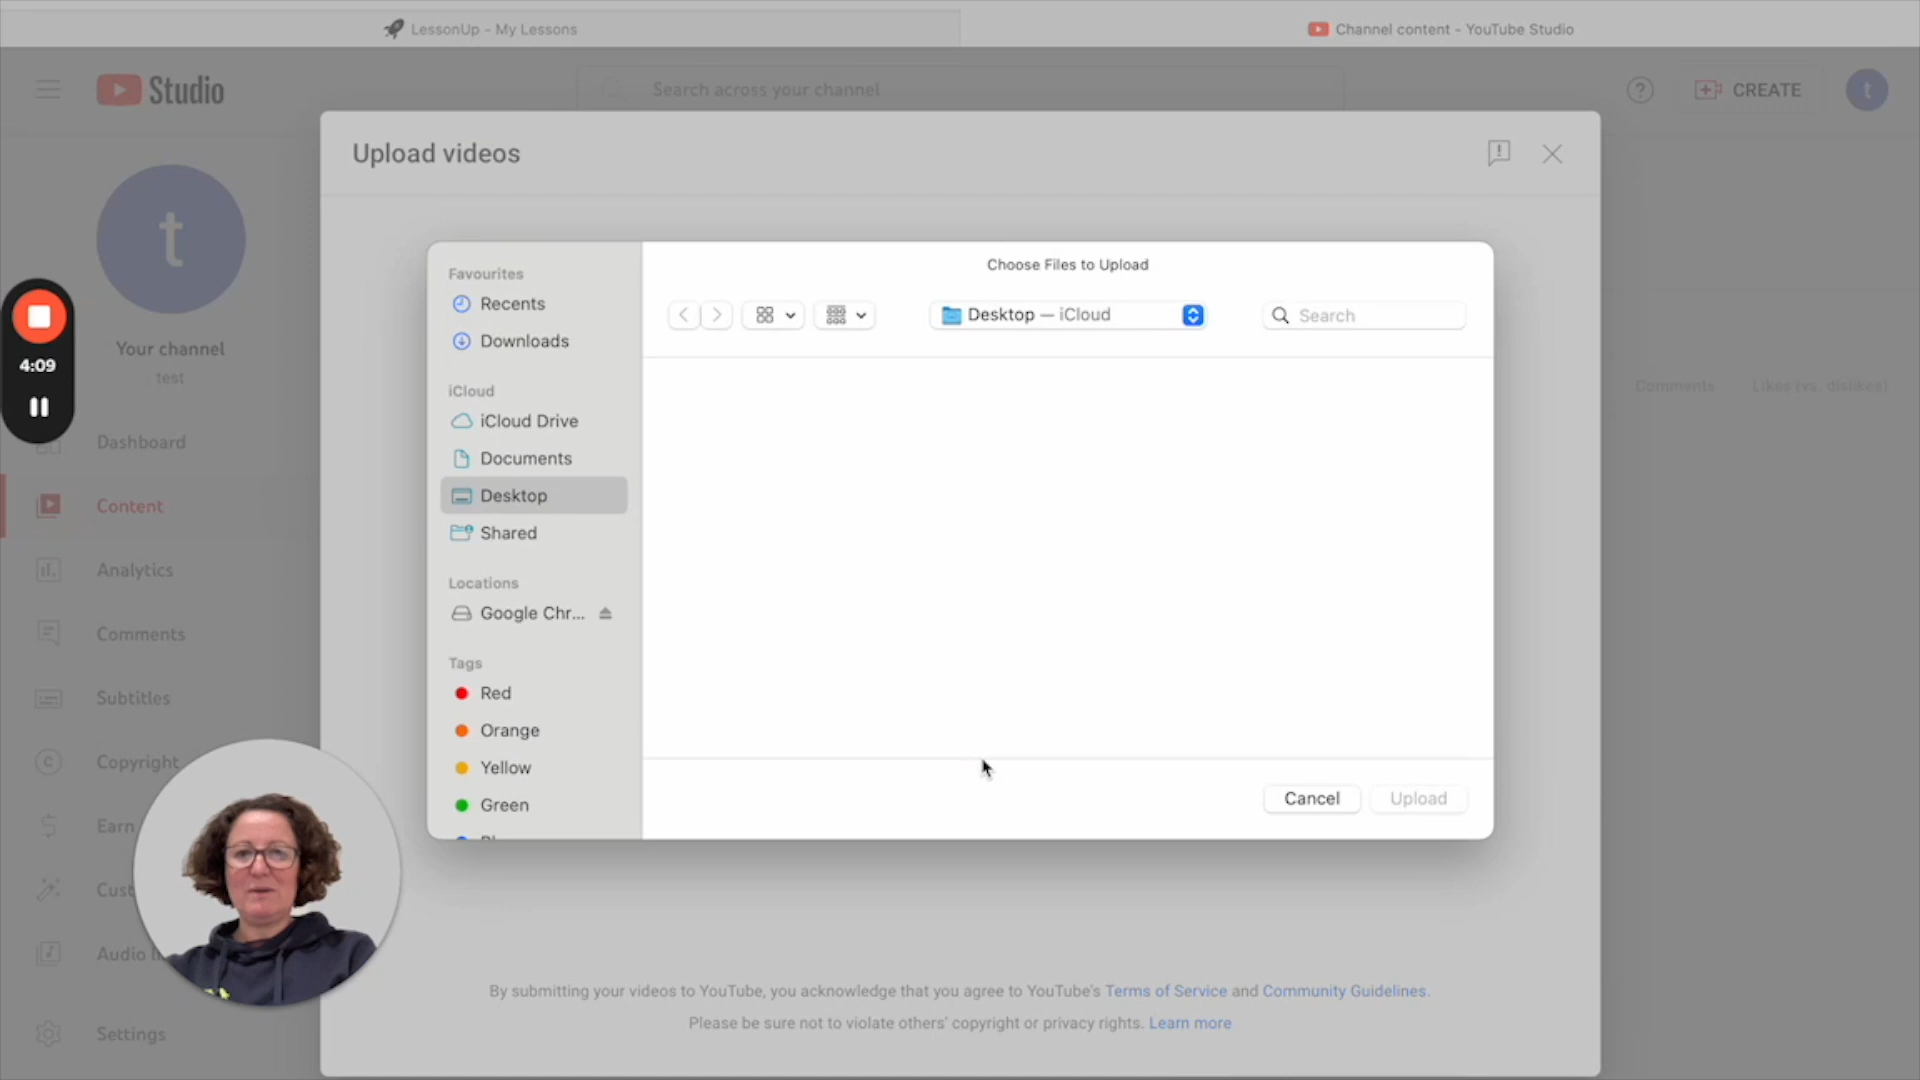 LessonUp - My Lessons
Channel content - YouTube Studio
Studio
Search across your channel
?
CREATE
t
Upload videos
t
Your channel
test
4:09
Dashboard
Content
Analytics
Comments
Subtitles
Copyright
Earn
Cust
Audio li
Settings
Comments
Likes (vs. dislikes)
Favourites
Recents
Downloads
iCloud
iCloud Drive
Documents
Desktop
Shared
Locations
Google Chr...
Tags
Red
Orange
Yellow
Green
Choose Files to Upload
Desktop — iCloud
Search
Cancel
Upload
By submitting your videos to YouTube, you acknowledge that you agree to YouTube's Terms of Service and Community Guidelines.
Please be sure not to violate others' copyright or privacy rights. Learn more